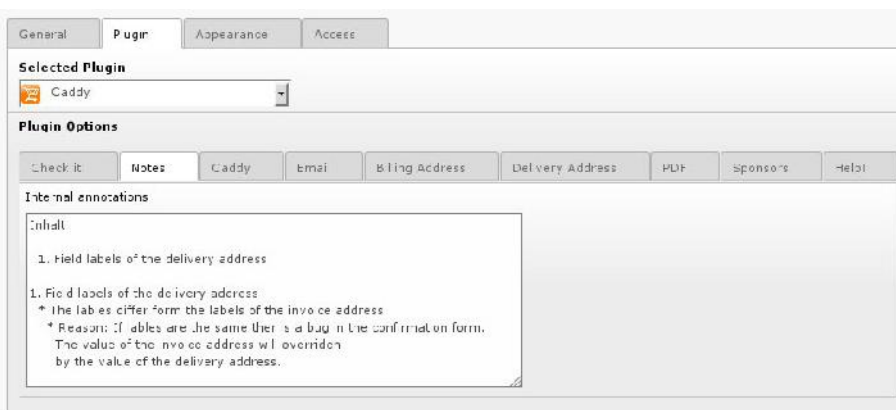 General Plugin Appearance Access
Selected Plugin
Caddy
Plugin Options
Check it Notes Caddy Email Billing Address Delivery Address PDF Sponsors Help!
Internal annotations
Inhalt
1. Field labels of the delivery address
1. Field labels of the delivery address
* The lables differ form the labels of the invoice address
* Reason: If lables are the same ther is a bug in the confirmation form.
The value of the invoice address will overriden
by the value of the delivery address.